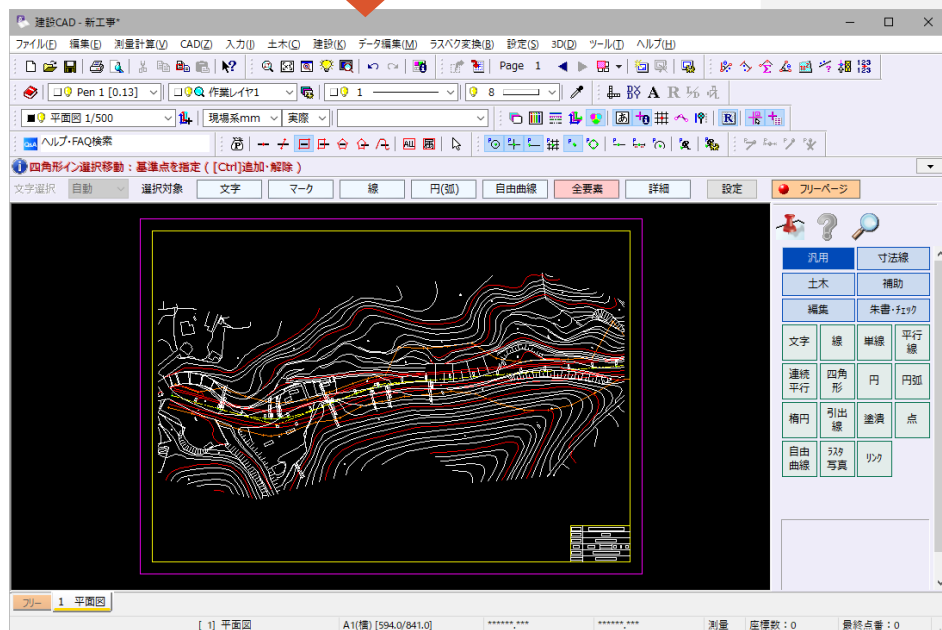 建設CAD - 新工事*
ファイル(F) 編集(E) 測量計算(V) CAD(Z) 入力(I) 土木(C) 建設(K) データ編集(M) ラスベク変換(B) 設定(S) 3D(D) ツール(T) ヘルプ(H)
Page 1
Pen 1 [0.13] 作業レイヤ1 1 8 A R
平面図 1/500 現場系mm 実際 R
Q&A ヘルプ・FAQ検索
四角形イン選択移動 : 基準点を指定 ( [Ctrl]追加・解除 )
文字選択 自動 選択対象 文字 マーク 線 円(弧) 自由曲線 全要素 詳細 設定 フリーページ
汎用 寸法線
土木 補助
編集 朱書・チェック
文字 線 単線 平行線
連続平行 四角形 円 円弧
楕円 引出線 塗潰 点
自由曲線 ラスタ写真 リンク
フリー 1 平面図
[ 1] 平面図 A1(横) [594.0/841.0] ******.*** ******.*** 測量 座標数 : 0 最終点番 : 0